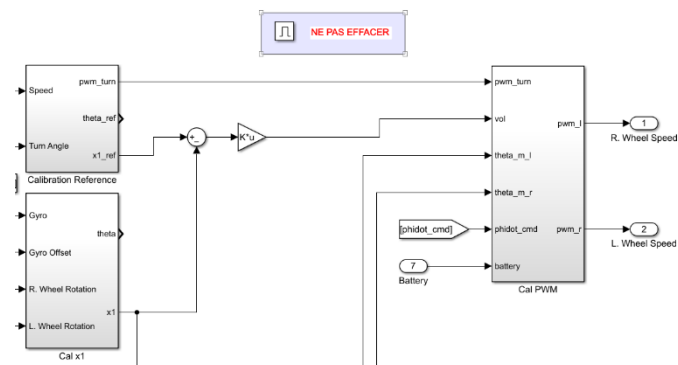 NE PAS EFFACER
Speed
Turn Angle
pwm_turn
theta_ref
x1_ref
Calibration Reference
+
-
K*u
Gyro
Gyro Offset
R. Wheel Rotation
L. Wheel Rotation
theta
x1
Cal x1
[phidot_cmd]
7
Battery
pwm_turn
vol
theta_m_l
theta_m_r
phidot_cmd
battery
pwm_l
pwm_r
Cal PWM
1
R. Wheel Speed
2
L. Wheel Speed